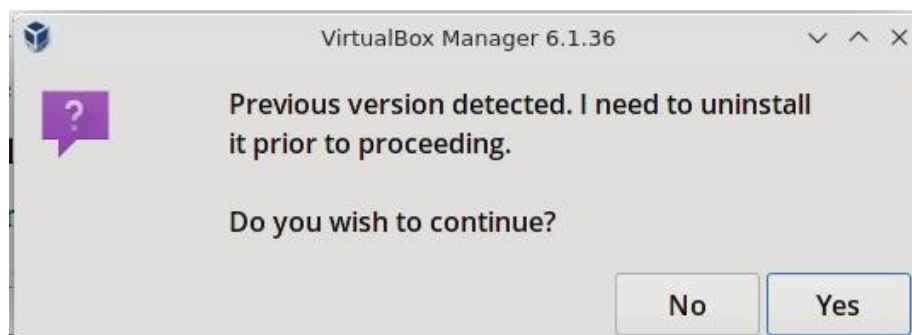 VirtualBox Manager 6.1.36
?
Previous version detected. I need to uninstall
it prior to proceeding.
Do you wish to continue?
No
Yes